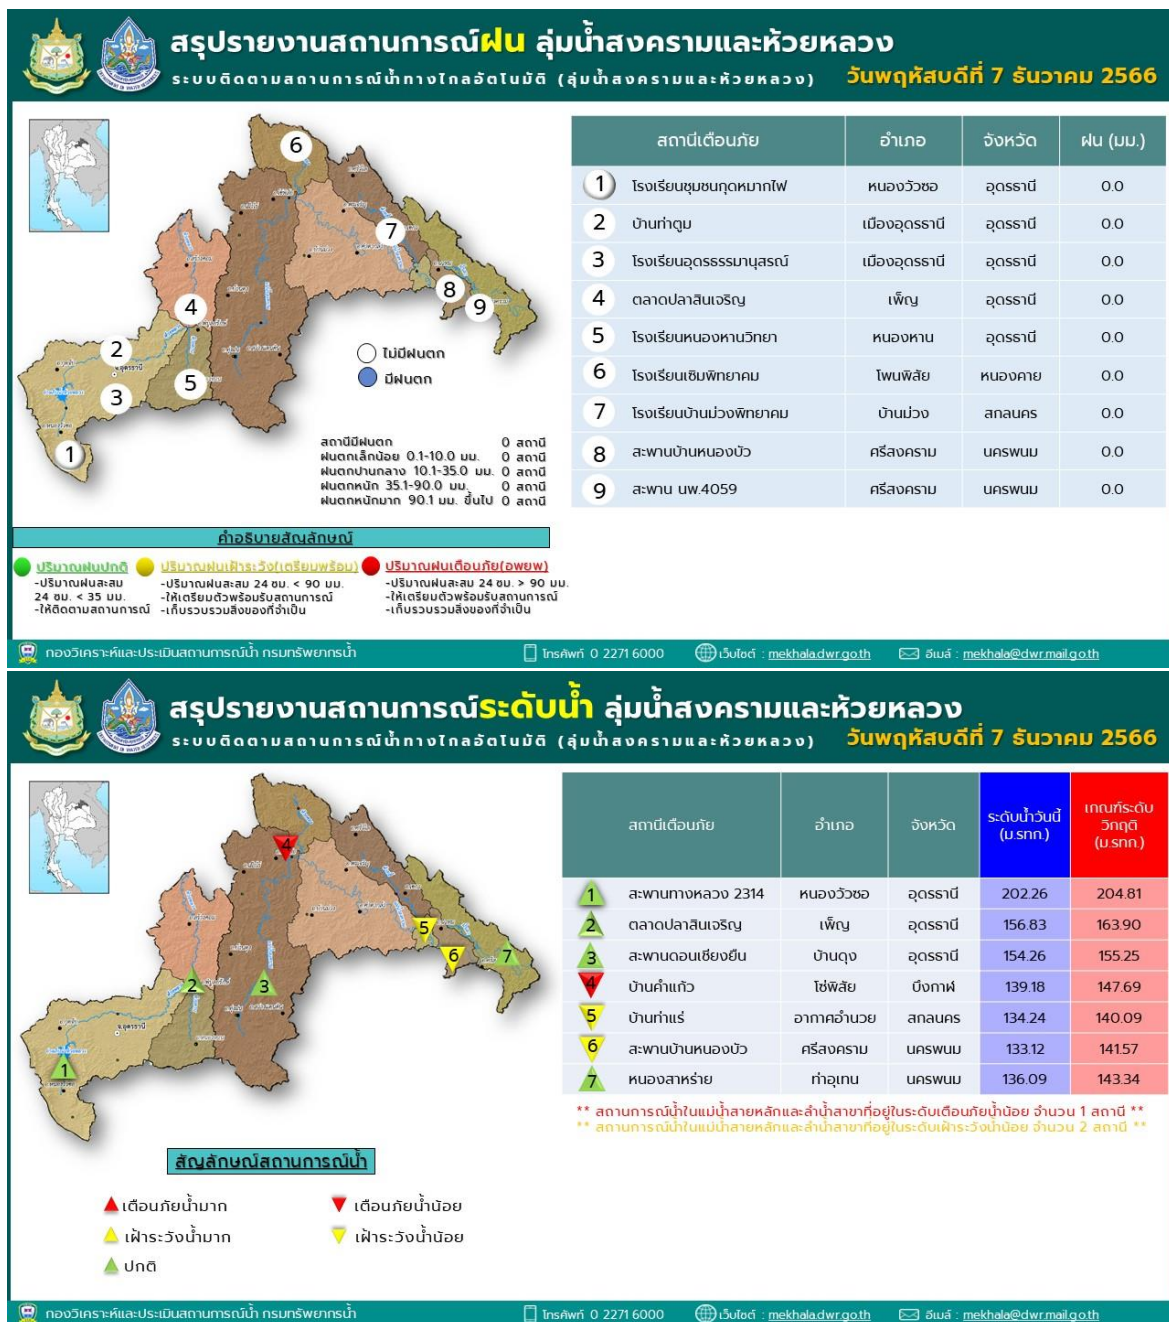 สรุปรายงานสถานการณ์ฝน ลุ่มน้ำสงครามและห้วยหลวง
ระบบติดตามสถานการณ์น้ำทางไกลอัตโนมัติ (ลุ่มน้ำสงครามและห้วยหลวง) วันพฤหัสบดีที่ 7 ธันวาคม 2566
สถานีเตือนภัย อำเภอ จังหวัด ฝน (มม.)
1 โรงเรียนชุมชนกุดหมากไฟ หนองวัวซอ อุดรธานี 0.0
2 บ้านท่าตูม เมืองอุดรธานี อุดรธานี 0.0
3 โรงเรียนอุดรธรรมานุสรณ์ เมืองอุดรธานี อุดรธานี 0.0
4 ตลาดปลาสินเจริญ เพ็ญ อุดรธานี 0.0
5 โรงเรียนหนองหานวิทยา หนองหาน อุดรธานี 0.0
6 โรงเรียนเซิมพิทยาคม โพนพิสัย หนองคาย 0.0
7 โรงเรียนบ้านม่วงพิทยาคม บ้านม่วง สกลนคร 0.0
8 สะพานบ้านหนองบัว ศรีสงคราม นครพนม 0.0
9 สะพาน นพ.4059 ศรีสงคราม นครพนม 0.0
6
7
8
9
4
2
5
3
1
ไม่มีฝนตก
มีฝนตก
สถานีมีฝนตก 0 สถานี
ฝนตกเล็กน้อย 0.1-10.0 มม. 0 สถานี
ฝนตกปานกลาง 10.1-35.0 มม. 0 สถานี
ฝนตกหนัก 35.1-90.0 มม. 0 สถานี
ฝนตกหนักมาก 90.1 มม. ขึ้นไป 0 สถานี
คำอธิบายสัญลักษณ์
ปริมาณฝนปกติ
-ปริมาณฝนสะสม
24 ชม. < 35 มม.
-ให้ติดตามสถานการณ์
ปริมาณฝนเฝ้าระวัง(เตรียมพร้อม)
-ปริมาณฝนสะสม 24 ชม. < 90 มม.
-ให้เตรียมตัวพร้อมรับสถานการณ์
-เก็บรวบรวมสิ่งของที่จำเป็น
ปริมาณฝนเตือนภัย(อพยพ)
-ปริมาณฝนสะสม 24 ชม. > 90 มม.
-ให้เตรียมตัวพร้อมรับสถานการณ์
-เก็บรวบรวมสิ่งของที่จำเป็น
กองวิเคราะห์และประเมินสถานการณ์น้ำ กรมทรัพยากรน้ำ โทรศัพท์ 0 2271 6000 เว็บไซต์ : mekhala.dwr.go.th อีเมล์ : mekhala@dwr.mail.go.th
สรุปรายงานสถานการณ์ระดับน้ำ ลุ่มน้ำสงครามและห้วยหลวง
ระบบติดตามสถานการณ์น้ำทางไกลอัตโนมัติ (ลุ่มน้ำสงครามและห้วยหลวง) วันพฤหัสบดีที่ 7 ธันวาคม 2566
สถานีเตือนภัย อำเภอ จังหวัด ระดับน้ำวันนี้ (ม.รทก.) เกณฑ์ระดับวิกฤติ (ม.รทก.)
1 สะพานทางหลวง 2314 หนองวัวซอ อุดรธานี 202.26 204.81
2 ตลาดปลาสินเจริญ เพ็ญ อุดรธานี 156.83 163.90
3 สะพานดอนเชียงยืน บ้านดุง อุดรธานี 154.26 155.25
4 บ้านคำแก้ว โซ่พิสัย บึงกาฬ 139.18 147.69
5 บ้านท่าแร่ อากาศอำนวย สกลนคร 134.24 140.09
6 สะพานบ้านหนองบัว ศรีสงคราม นครพนม 133.12 141.57
7 หนองสาหร่าย ท่าอุเทน นครพนม 136.09 143.34
** สถานการณ์น้ำในแม่น้ำสายหลักและลำน้ำสาขาที่อยู่ในระดับเตือนภัยน้ำน้อย จำนวน 1 สถานี **
** สถานการณ์น้ำในแม่น้ำสายหลักและลำน้ำสาขาที่อยู่ในระดับเฝ้าระวังน้ำน้อย จำนวน 2 สถานี **
4
5
6
7
2
3
1
สัญลักษณ์สถานการณ์น้ำ
เตือนภัยน้ำมาก เตือนภัยน้ำน้อย
เฝ้าระวังน้ำมาก เฝ้าระวังน้ำน้อย
ปกติ
กองวิเคราะห์และประเมินสถานการณ์น้ำ กรมทรัพยากรน้ำ โทรศัพท์ 0 2271 6000 เว็บไซต์ : mekhala.dwr.go.th อีเมล์ : mekhala@dwr.mail.go.th